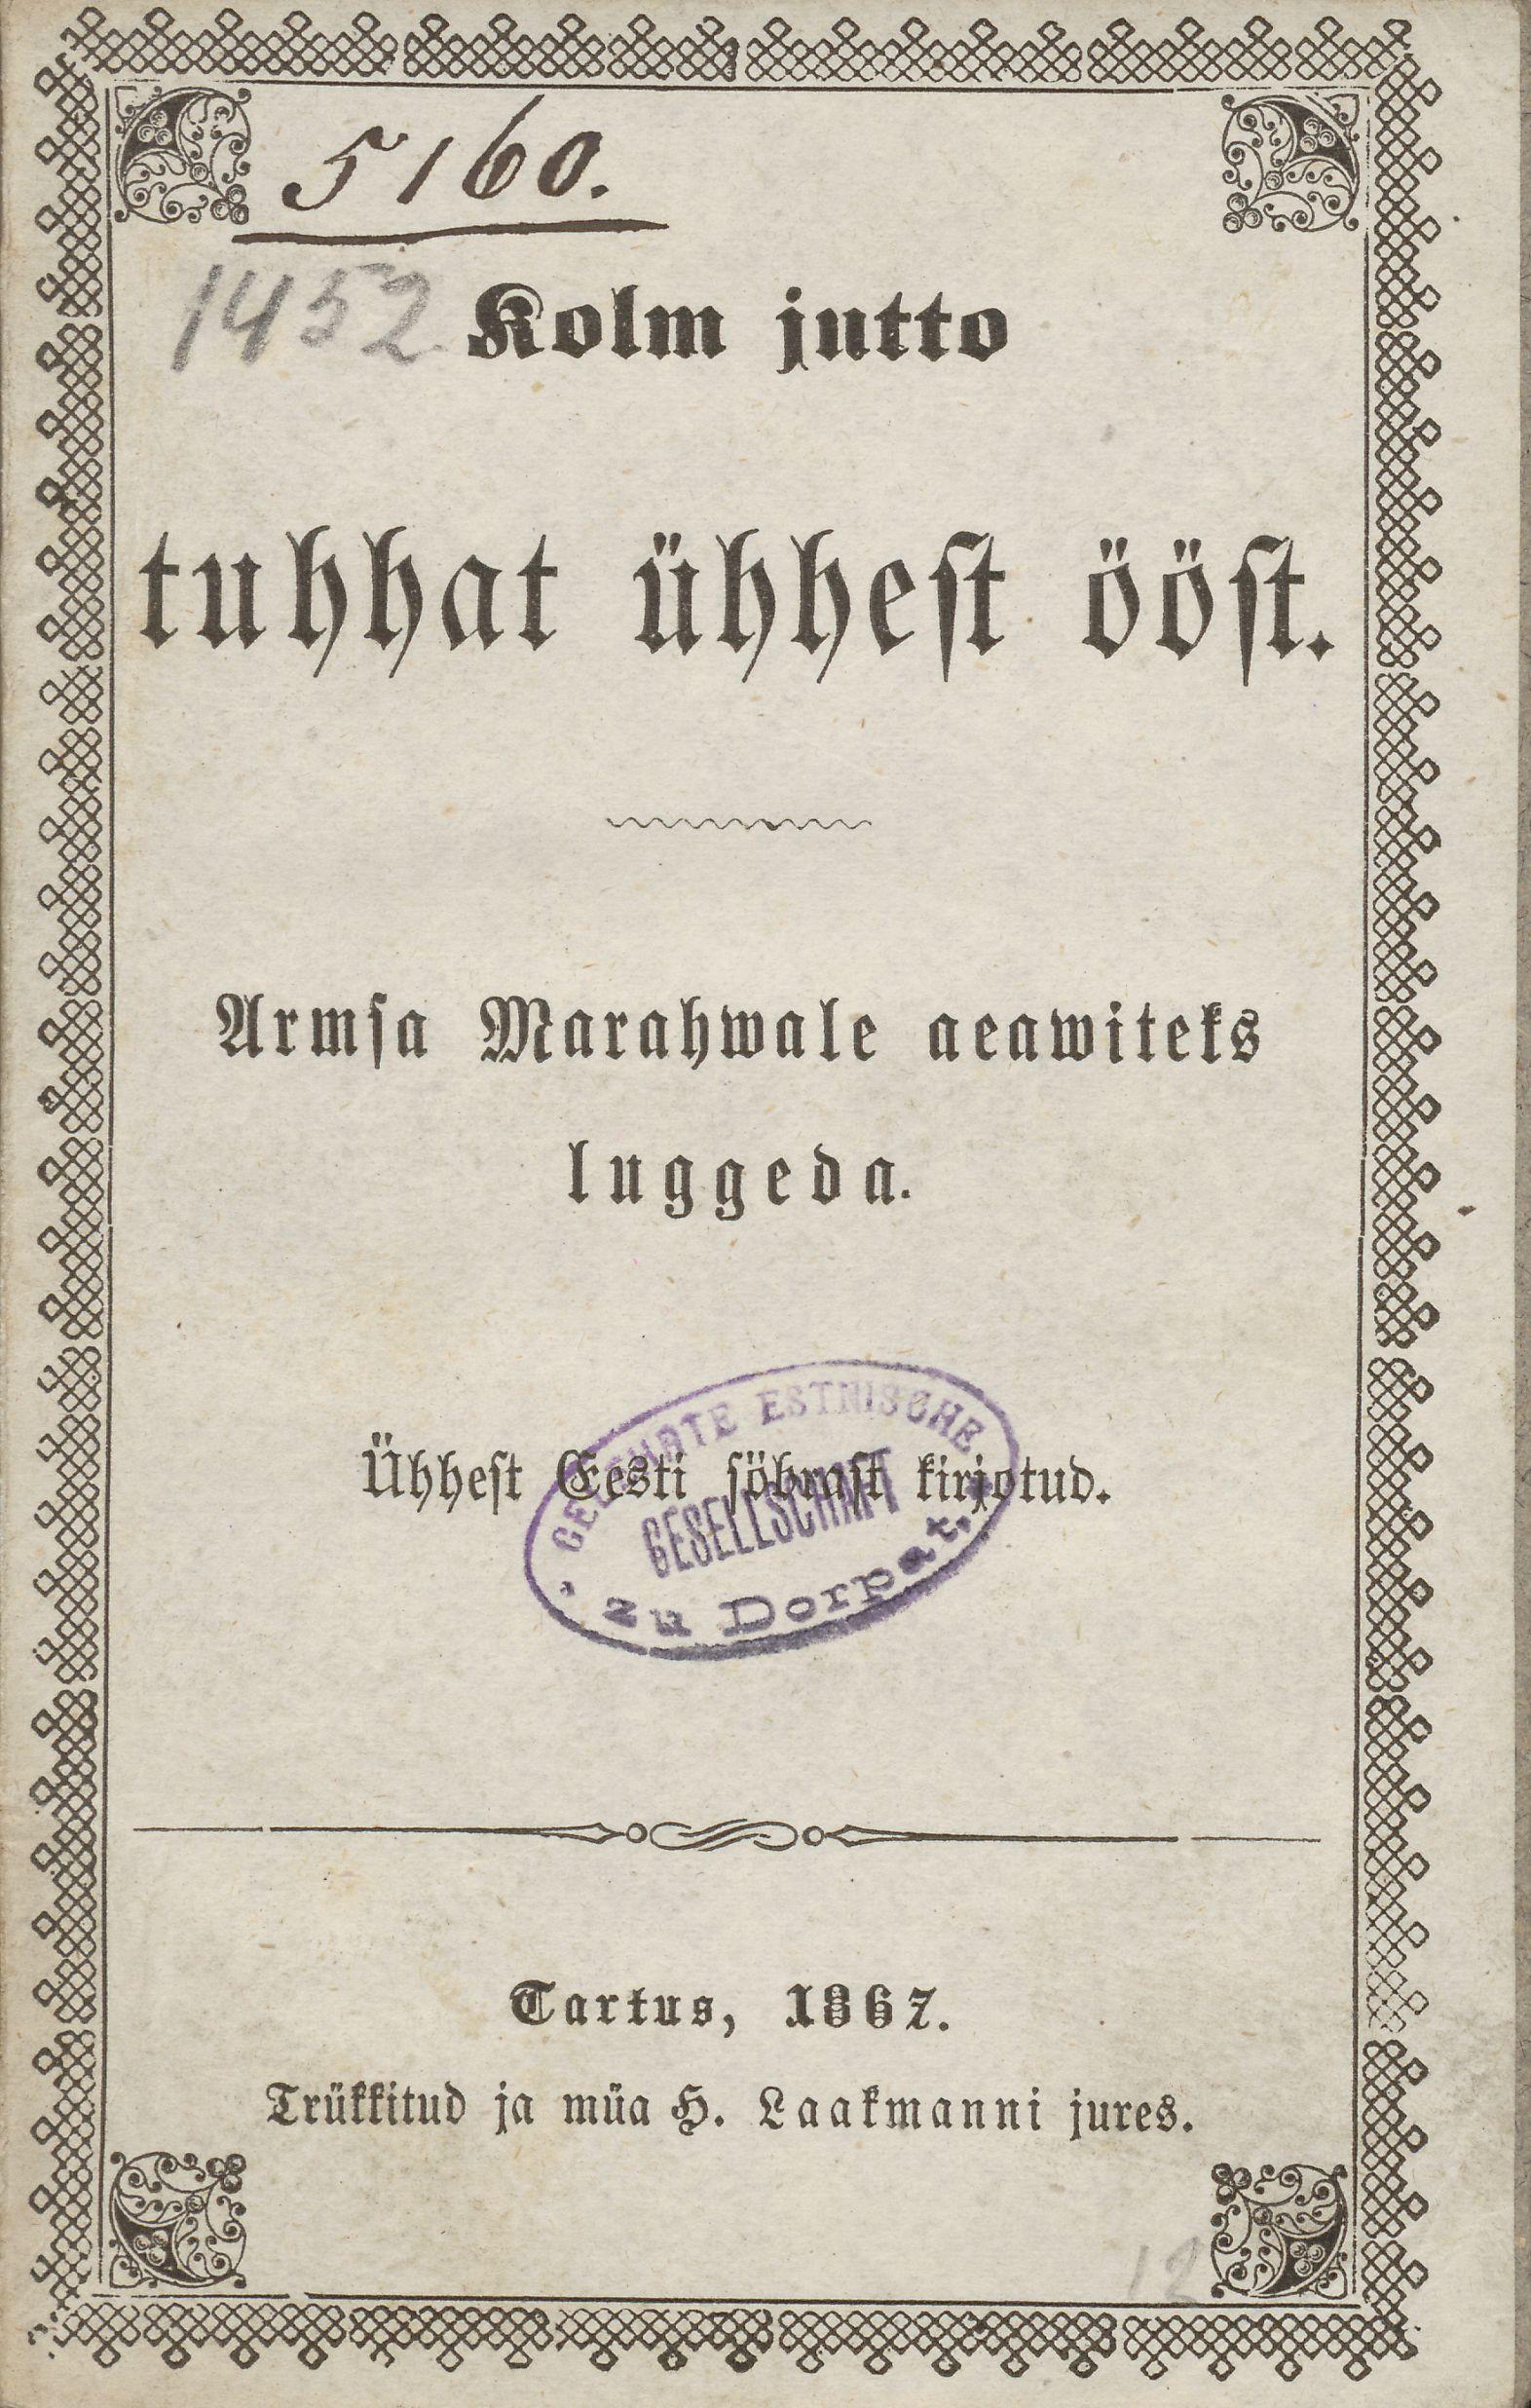 5160.
1452
Kolm jutto
tuhhat ühhest ööst.
Armsa Marahwale aeawiteks
luggeda.
Ühhest Eesti söbrast kirjotud.
GELEHRTE ESTNISCHE
GESELLSCHAFT
zu Dorpat.
Tartus, 1867.
Trükkitud ja müa H. Laakmanni jures.
12